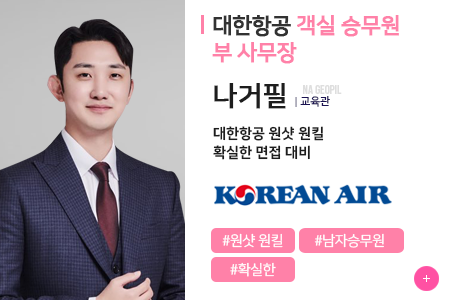 대한항공 객실 승무원
부 사무장
나거필
NA GEOPIL
| 교육관
대한항공 원샷 원킬
확실한 면접 대비
KOREAN AIR
#원샷 원킬
#남자승무원
#확실한
+